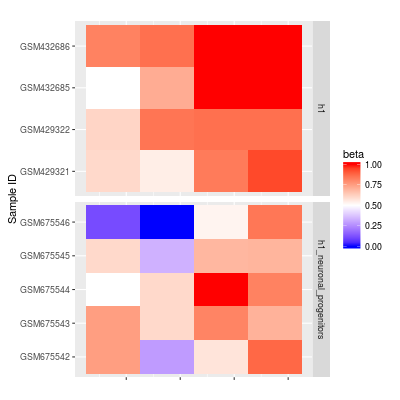 GSM432686
GSM432685
GSM429322
GSM429321
h1
GSM675546
GSM675545
GSM675544
GSM675543
GSM675542
h1_neuronal_progenitors
Sample ID
beta
1.00
0.75
0.50
0.25
0.00